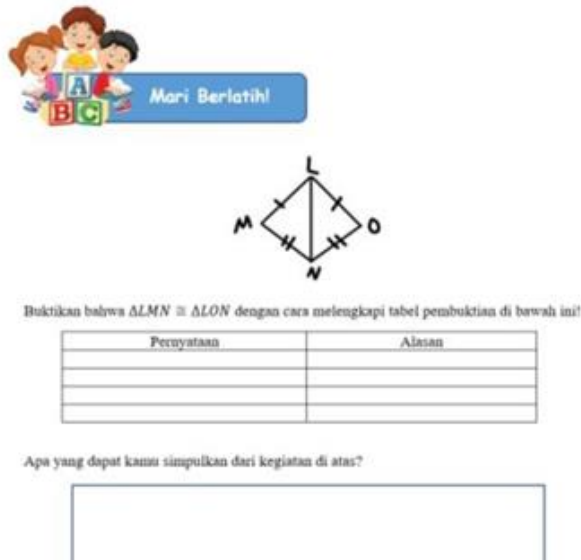 A
B C
Mari Berlatih!
L
M
O
N
Buktikan bahwa ΔLMN ≅ ΔLON dengan cara melengkapi tabel pembuktian di bawah ini!
Pernyataan Alasan
Apa yang dapat kamu simpulkan dari kegiatan di atas?